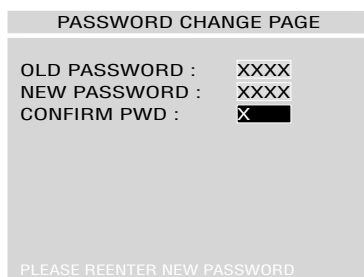 PASSWORD CHANGE PAGE
OLD PASSWORD : XXXX
NEW PASSWORD : XXXX
CONFIRM PWD : X
PLEASE REENTER NEW PASSWORD